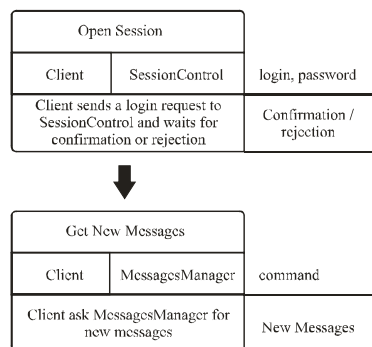 Open Session
Client SessionControl login, password
Client sends a login request to
SessionControl and waits for
confirmation or rejection
Confirmation /
rejection
Get New Messages
Client MessagesManager command
Client ask MessagesManager for
new messages
New Messages